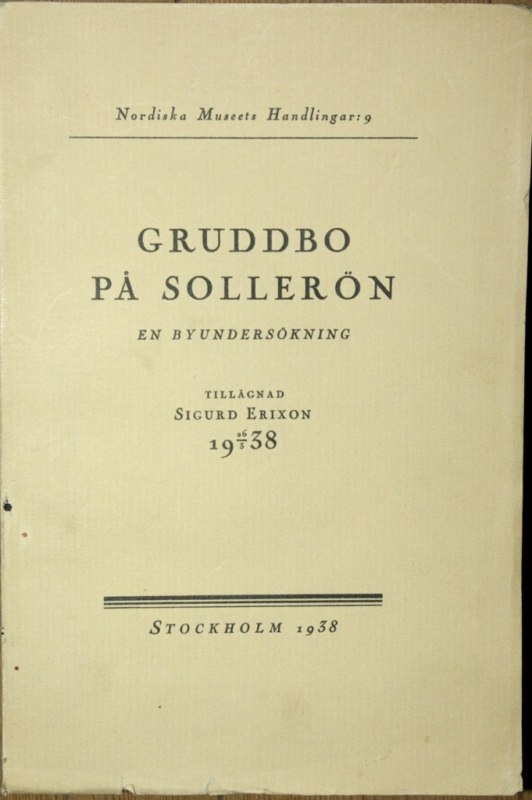 Nordiska Museets Handlingar: 9
GRUDDBO
PÅ SOLLERÖN
EN BYUNDERSÖKNING
TILLÄGNAD
SIGURD ERIXON
19 26/3 38
STOCKHOLM 1938